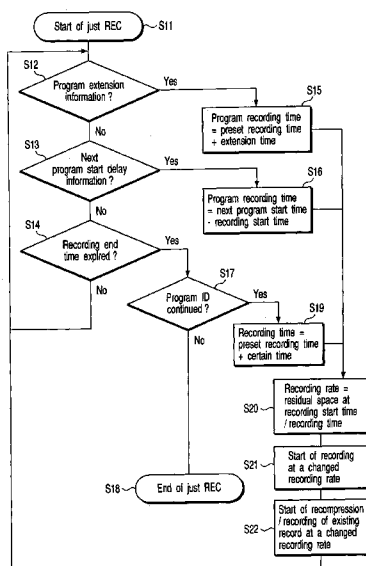 Start of just REC
S11
S12
Program extension
information ?
Yes
No
S15
Program recording time
= preset recording time
+ extension time
S13
Next
program start delay
information ?
Yes
No
S16
Program recording time
= next program start time
- recording start time
S14
Recording end
time expired ?
Yes
No
S17
Program ID
continued ?
Yes
No
S19
Recording time =
preset recording time
+ certain time
S20
Recording rate =
residual space at
recording start time
/ recording time
S21
Start of recording
at a changed
recording rate
S18
End of just REC
S22
Start of recompression
/ recording of existing
record at a changed
recording rate